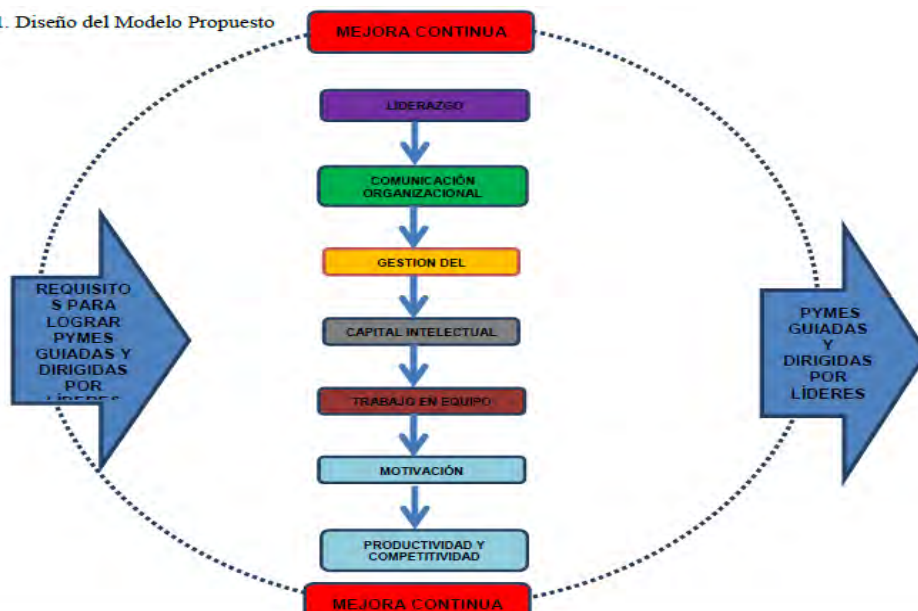 1. Diseño del Modelo Propuesto
MEJORA CONTINUA
LIDERAZGO
COMUNICACIÓN
ORGANIZACIONAL
GESTION DEL
CAPITAL INTELECTUAL
TRABAJO EN EQUIPO
MOTIVACIÓN
PRODUCTIVIDAD Y
COMPETITIVIDAD
MEJORA CONTINUA
REQUISITO
S PARA
LOGRAR
PYMES
GUIADAS Y
DIRIGIDAS
POR
LÍDERES
PYMES
GUIADAS
Y
DIRIGIDAS
POR
LÍDERES